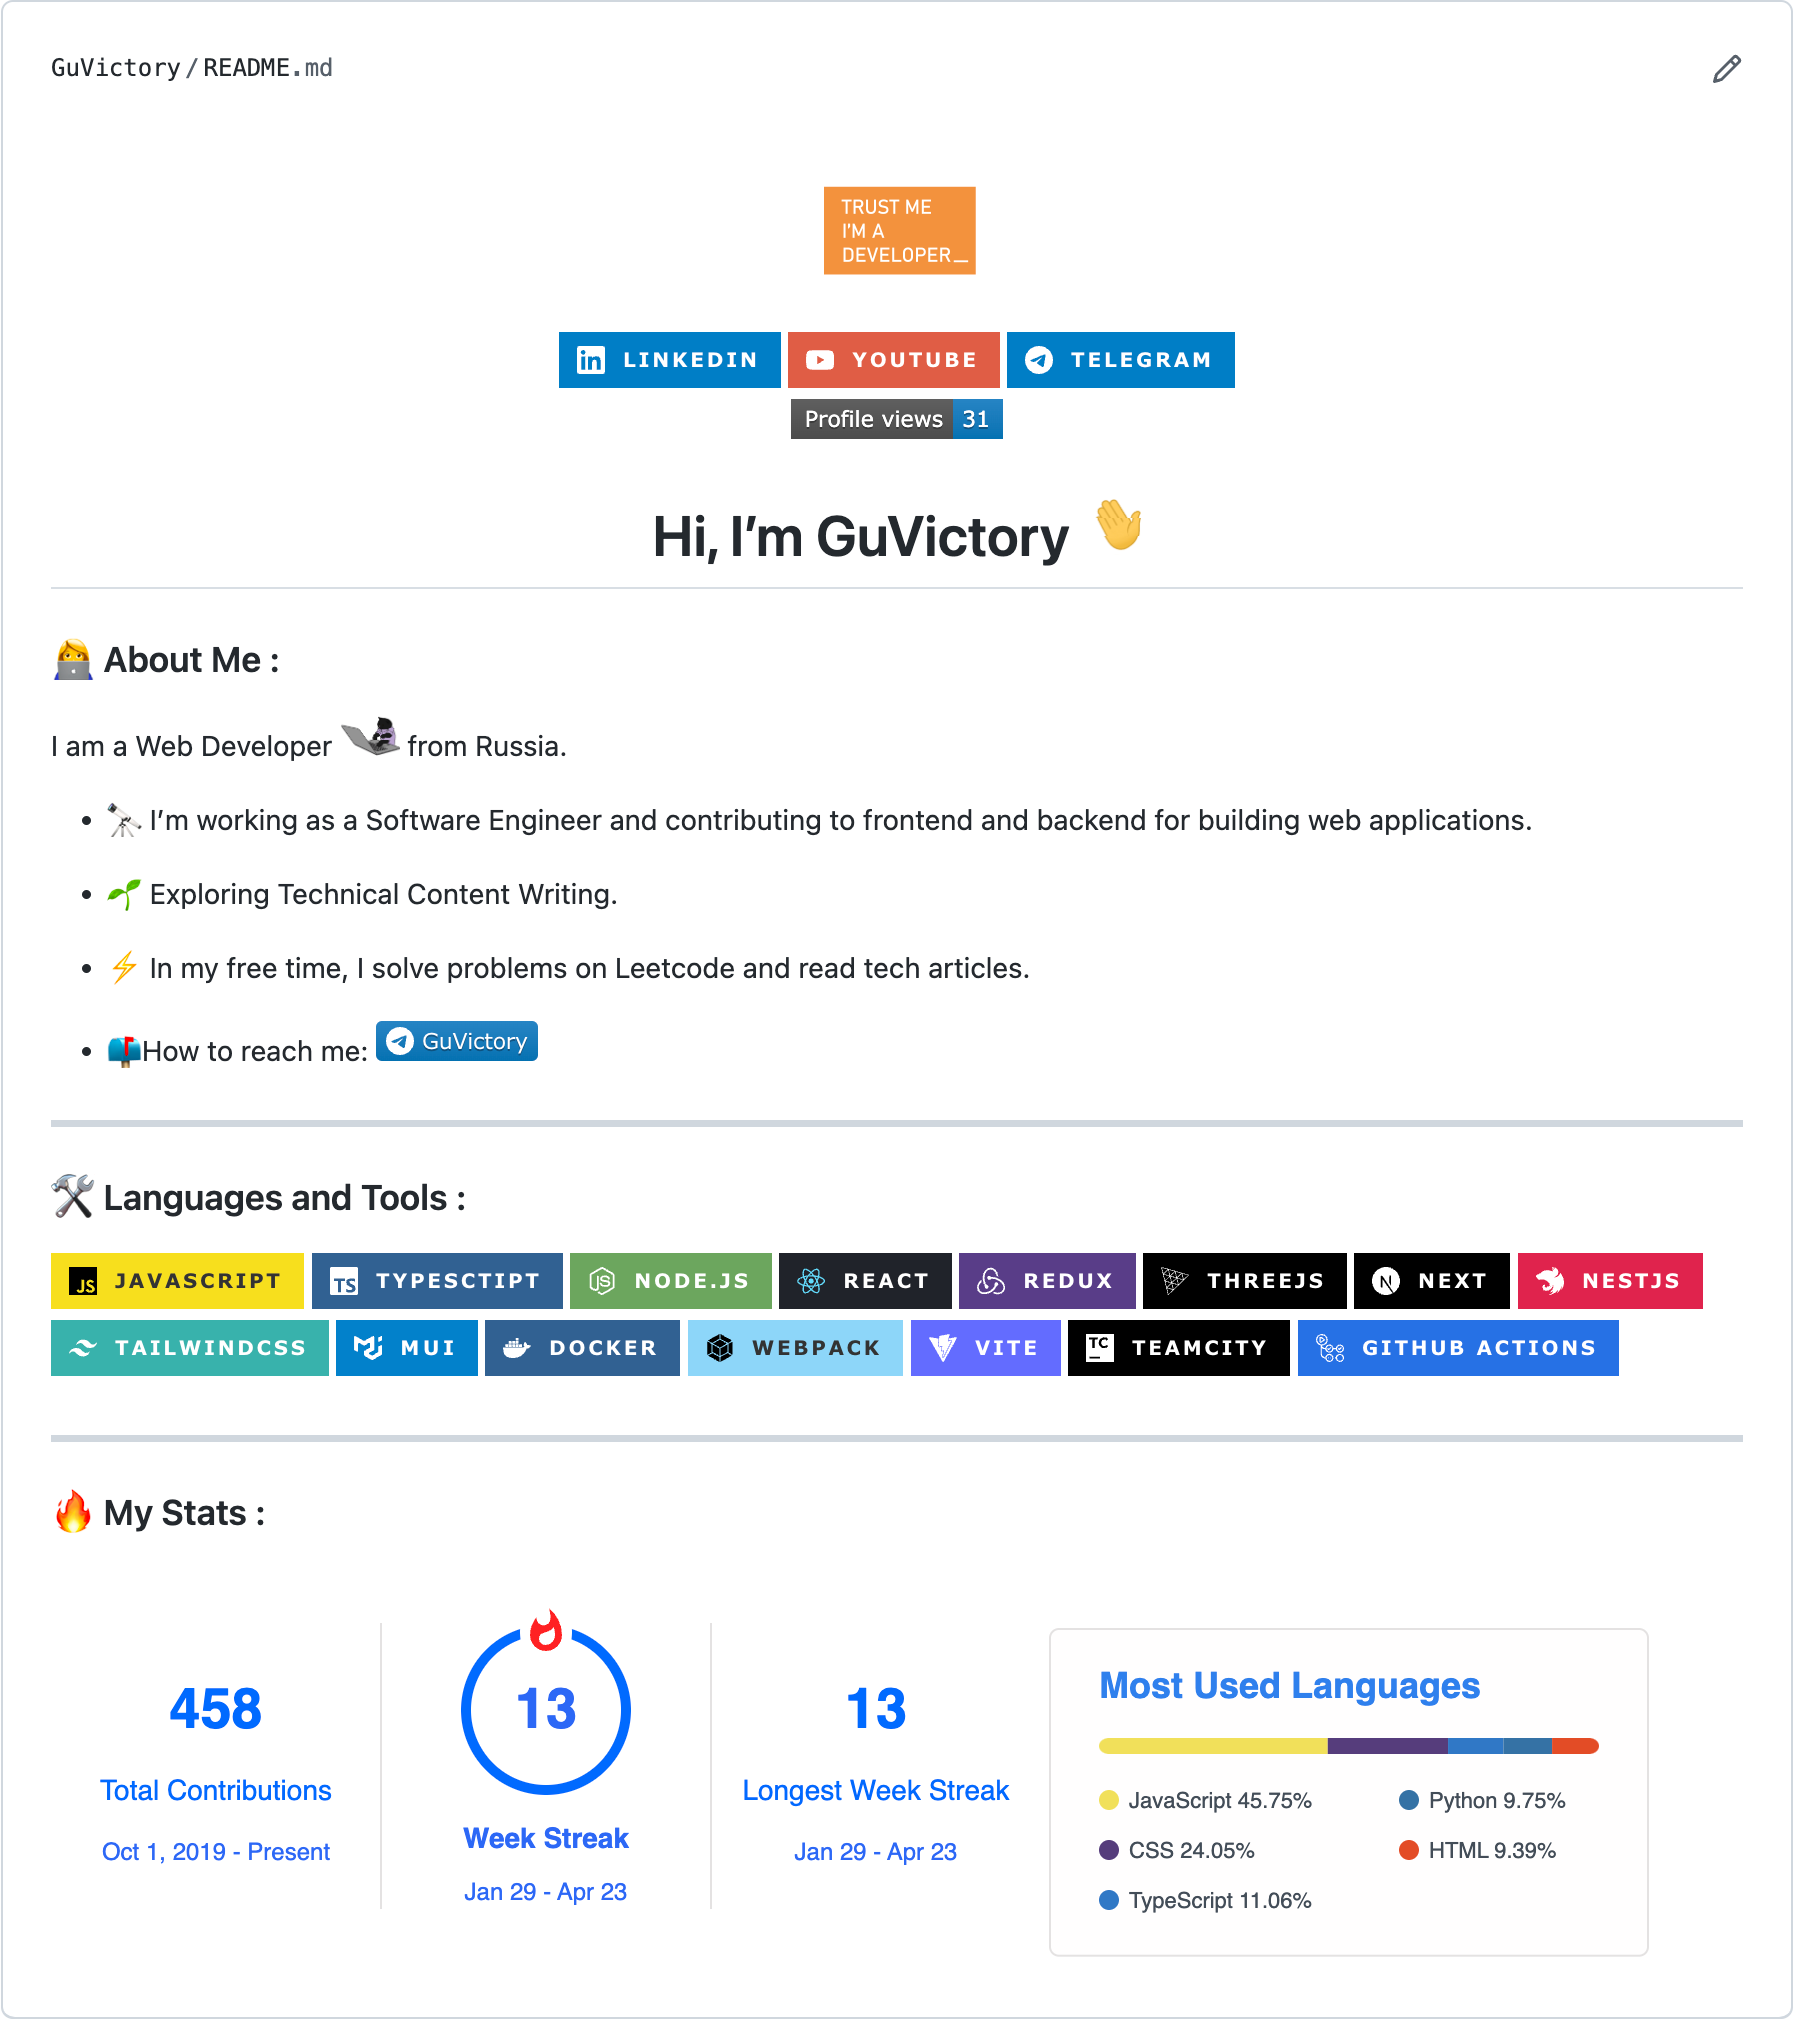 GuVictory/README.md
TRUST ME
I'M A
DEVELOPER_
LINKEDIN YOUTUBE TELEGRAM
Profile views 31
Hi, I’m GuVictory
About Me :
I am a Web Developer from Russia.
I’m working as a Software Engineer and contributing to frontend and backend for building web applications.
Exploring Technical Content Writing.
In my free time, I solve problems on Leetcode and read tech articles.
How to reach me: GuVictory
Languages and Tools :
JS JAVASCRIPT TS TYPESCTIPT JS NODE.JS REACT REDUX THREEJS N NEXT NESTJS
TAILWINDCSS MUI DOCKER WEBPACK VITE TC TEAMCITY GITHUB ACTIONS
My Stats :
458
Total Contributions
Oct 1, 2019 - Present
13
Week Streak
Jan 29 - Apr 23
13
Longest Week Streak
Jan 29 - Apr 23
Most Used Languages
JavaScript 45.75%
CSS 24.05%
TypeScript 11.06%
Python 9.75%
HTML 9.39%